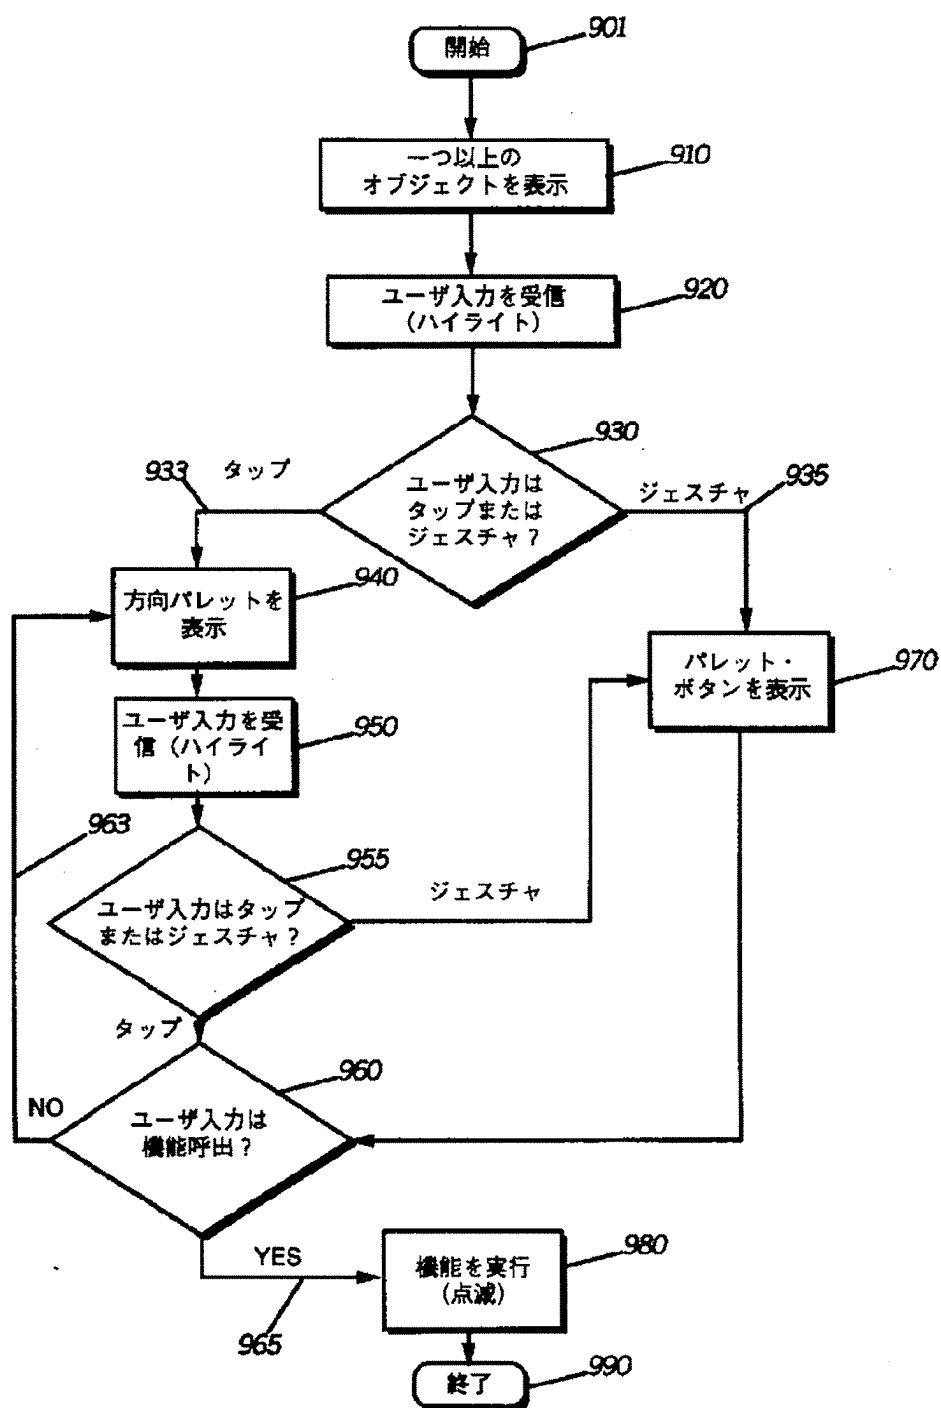 開始
901
一つ以上の
オブジェクトを表示
910
ユーザ入力を受信
(ハイライト)
920
ユーザ入力は
タップまたは
ジェスチャ?
930
933
タップ
ジェスチャ
935
方向パレットを
表示
940
パレット・
ボタンを表示
970
ユーザ入力を受
信(ハイライ
ト)
950
963
ユーザ入力はタップ
またはジェスチャ?
955
ジェスチャ
タップ
ユーザ入力は
機能呼出?
960
NO
YES
965
機能を実行
(点滅)
980
終了
990